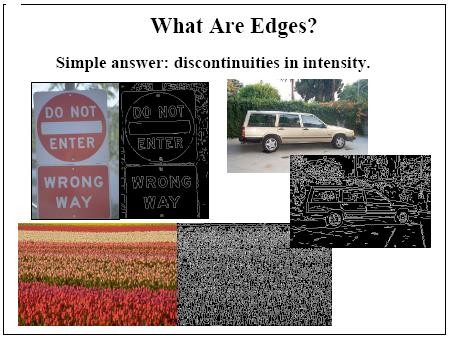 What Are Edges?
Simple answer: discontinuities in intensity.
DO NOT
ENTER
WRONG
WAY
DO NOT
ENTER
WRONG
WAY